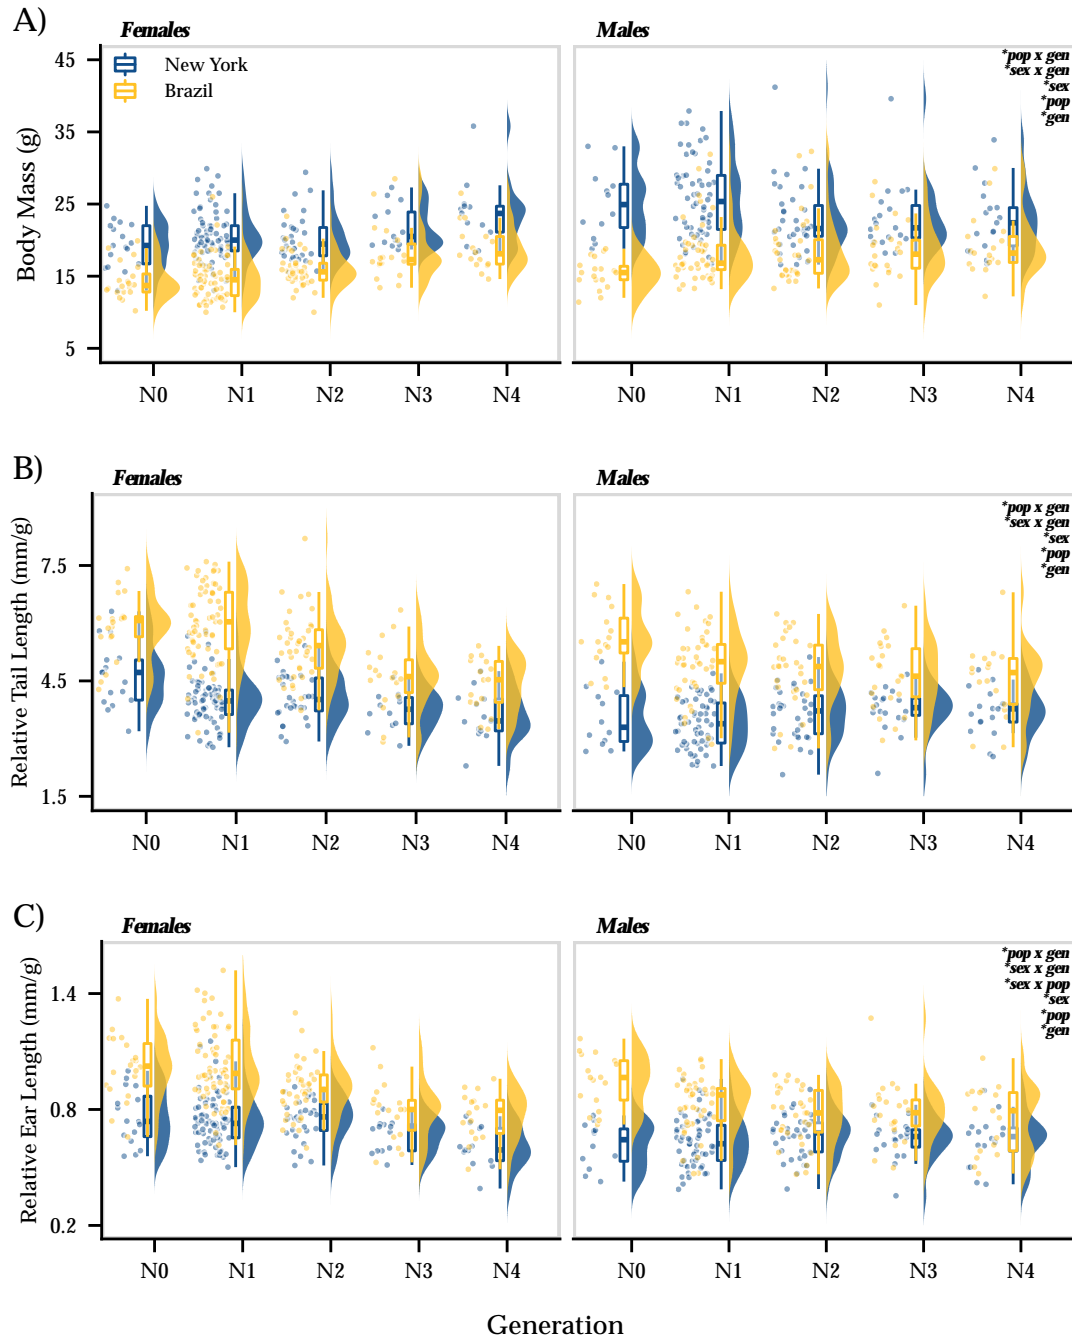 A)
Females
Males
New York
Brazil
*pop x gen
*sex x gen
*sex
*pop
*gen
Body Mass (g)
45
35
25
15
5
N0 N1 N2 N3 N4
N0 N1 N2 N3 N4
B)
Females
Males
*pop x gen
*sex x gen
*sex
*pop
*gen
Relative Tail Length (mm/g)
7.5
4.5
1.5
N0 N1 N2 N3 N4
N0 N1 N2 N3 N4
C)
Females
Males
*pop x gen
*sex x gen
*sex x pop
*sex
*pop
*gen
Relative Ear Length (mm/g)
1.4
0.8
0.2
N0 N1 N2 N3 N4
N0 N1 N2 N3 N4
Generation